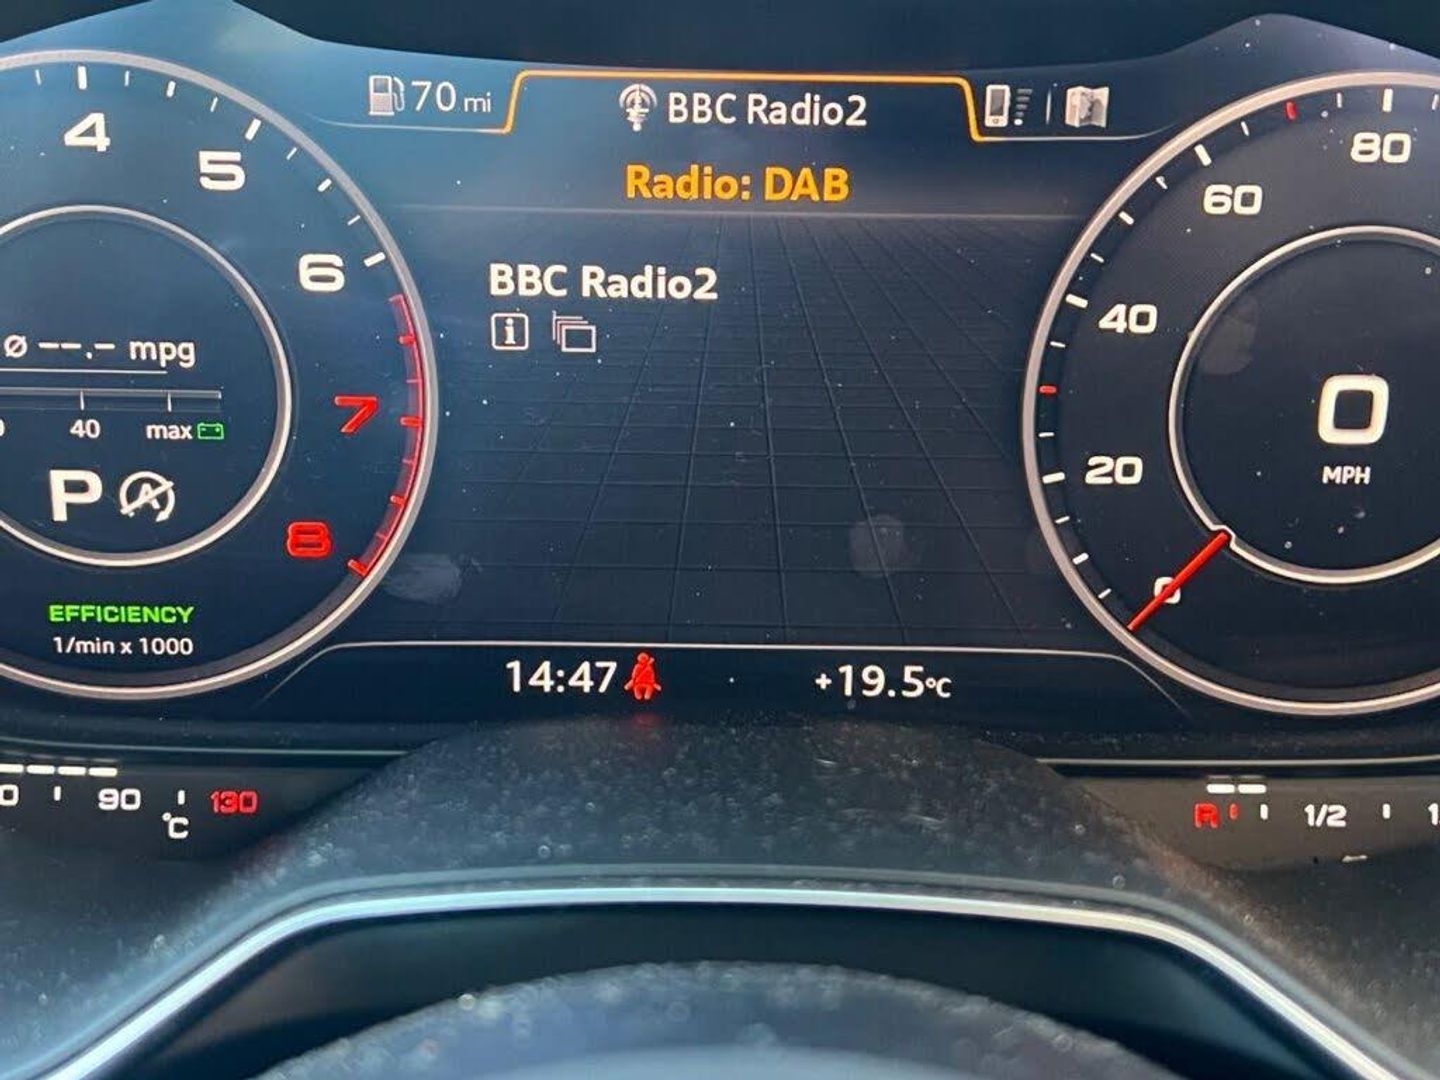 70 mi
BBC Radio2
Radio: DAB
BBC Radio2
4
5
6
7
8
ø --.- mpg
40 max
P A
EFFICIENCY
1/min x 1000
80
60
40
20
0
0
MPH
14:47
+19.5°C
90 130
°C
R 1/2